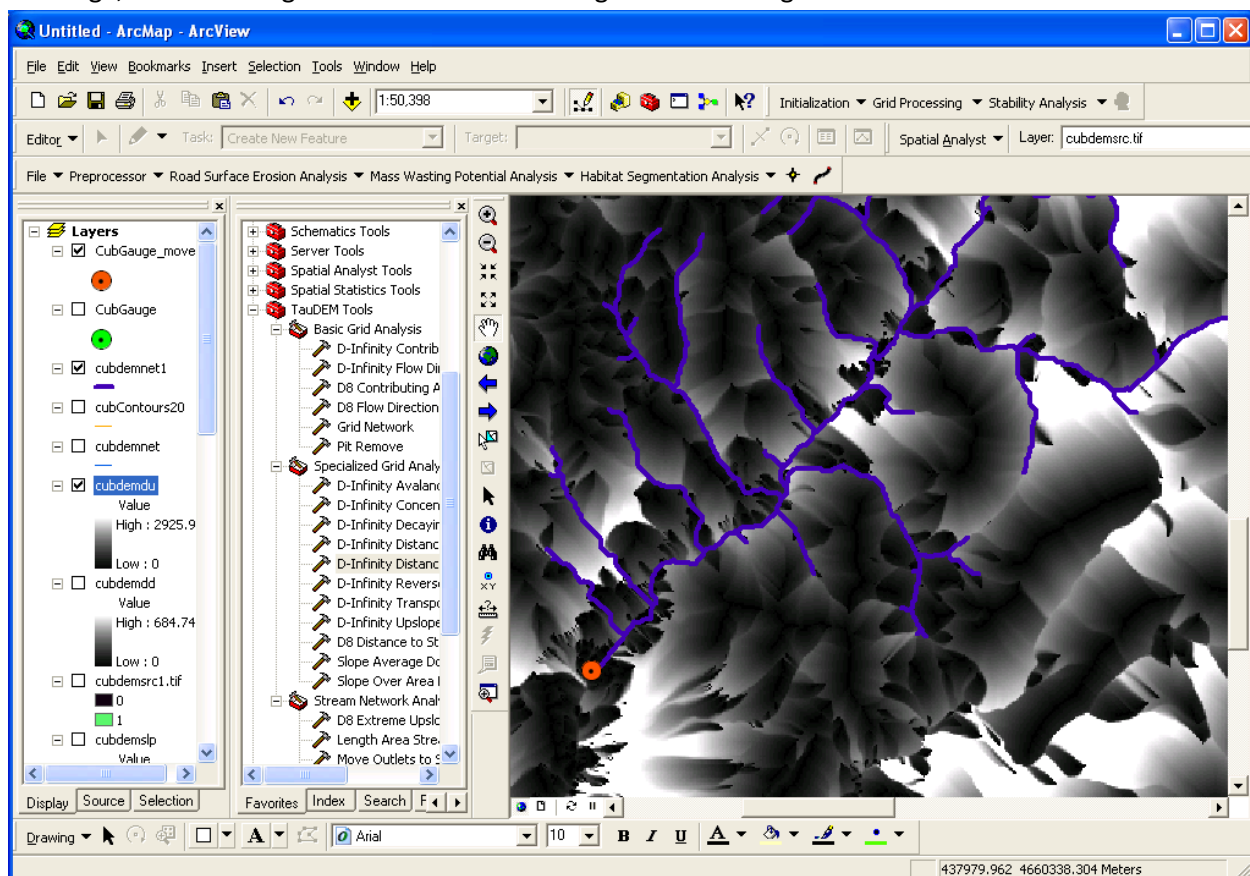 Untitled - ArcMap - ArcView
File Edit View Bookmarks Insert Selection Tools Window Help
1:50,398 Initialization Grid Processing Stability Analysis
Editor Task: Create New Feature Target: Spatial Analyst Layer: cubdemsrc.tif
File Preprocessor Road Surface Erosion Analysis Mass Wasting Potential Analysis Habitat Segmentation Analysis
Layers
CubGauge_move
CubGauge
cubdemnet1
cubContours20
cubdemnet
cubdemdu
Value
High : 2925.9
Low : 0
cubdemdd
Value
High : 684.74
Low : 0
cubdemsrc1.tif
0
1
cubdemslp
Value
Display Source Selection
Schematics Tools
Server Tools
Spatial Analyst Tools
Spatial Statistics Tools
TauDEM Tools
Basic Grid Analysis
D-Infinity Contrib
D-Infinity Flow Di
D8 Contributing A
D8 Flow Direction
Grid Network
Pit Remove
Specialized Grid Analy
D-Infinity Avalanc
D-Infinity Concen
D-Infinity Decayin
D-Infinity Distanc
D-Infinity Distanc
D-Infinity Revers
D-Infinity Transp
D-Infinity Upslope
D8 Distance to St
Slope Average Do
Slope Over Area
Stream Network Anal
D8 Extreme Upslo
Length Area Stre
Move Outlets to S
Favorites Index Search
XY
Drawing A Arial 10 B I U A
437979.962 4660338.304 Meters